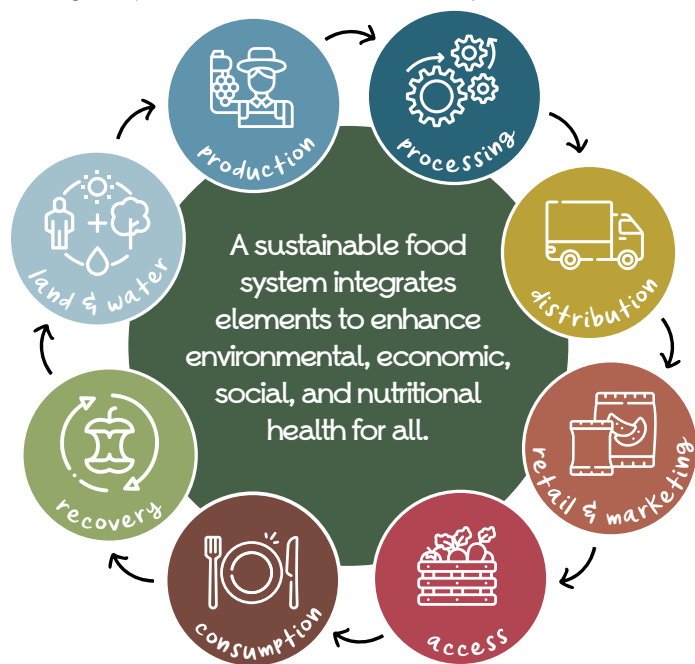 production
processing
distribution
retail & marketing
access
consumption
recovery
land & water
A sustainable food
system integrates
elements to enhance
environmental, economic,
social, and nutritional
health for all.